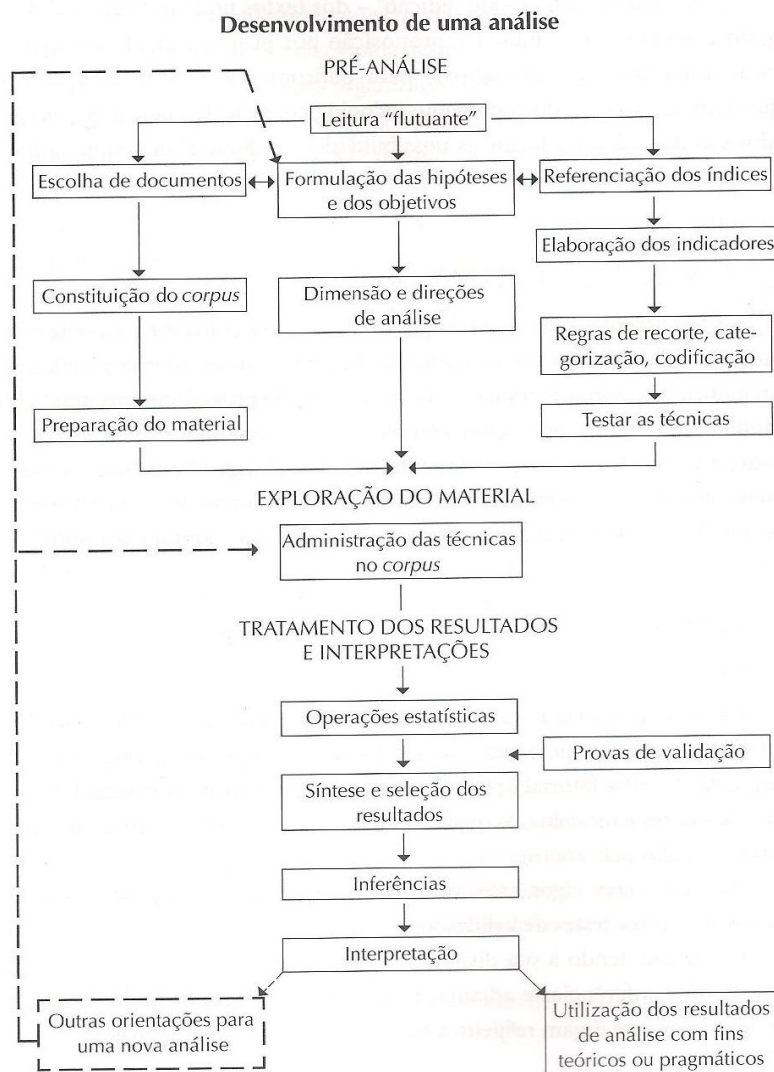 Desenvolvimento de uma análise
PRÉ-ANÁLISE
Leitura “flutuante”
Escolha de documentos
Formulação das hipóteses
e dos objetivos
Referenciação dos índices
Elaboração dos indicadores
Constituição do corpus
Dimensão e direções
de análise
Regras de recorte, cate-
gorização, codificação
Preparação do material
Testar as técnicas
EXPLORAÇÃO DO MATERIAL
Administração das técnicas
no corpus
TRATAMENTO DOS RESULTADOS
E INTERPRETAÇÕES
Operações estatísticas
Provas de validação
Síntese e seleção dos
resultados
Inferências
Interpretação
Outras orientações para
uma nova análise
Utilização dos resultados
de análise com fins
teóricos ou pragmáticos